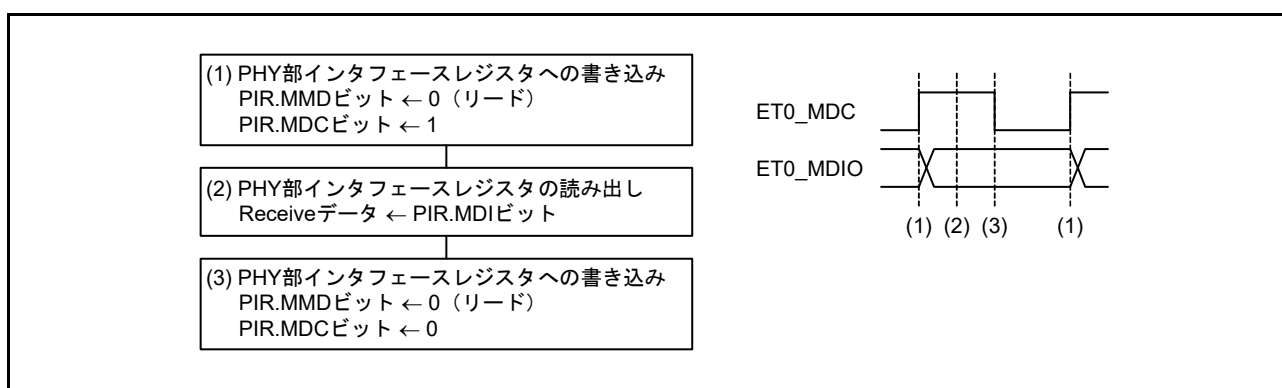 (1) PHY部インタフェースレジスタへの書き込み
PIR.MMDビット ← 0（リード）
PIR.MDCビット ← 1
(2) PHY部インタフェースレジスタの読み出し
Receiveデータ ← PIR.MDIビット
(3) PHY部インタフェースレジスタへの書き込み
PIR.MMDビット ← 0（リード）
PIR.MDCビット ← 0
ET0_MDC
ET0_MDIO
(1) (2) (3) (1)